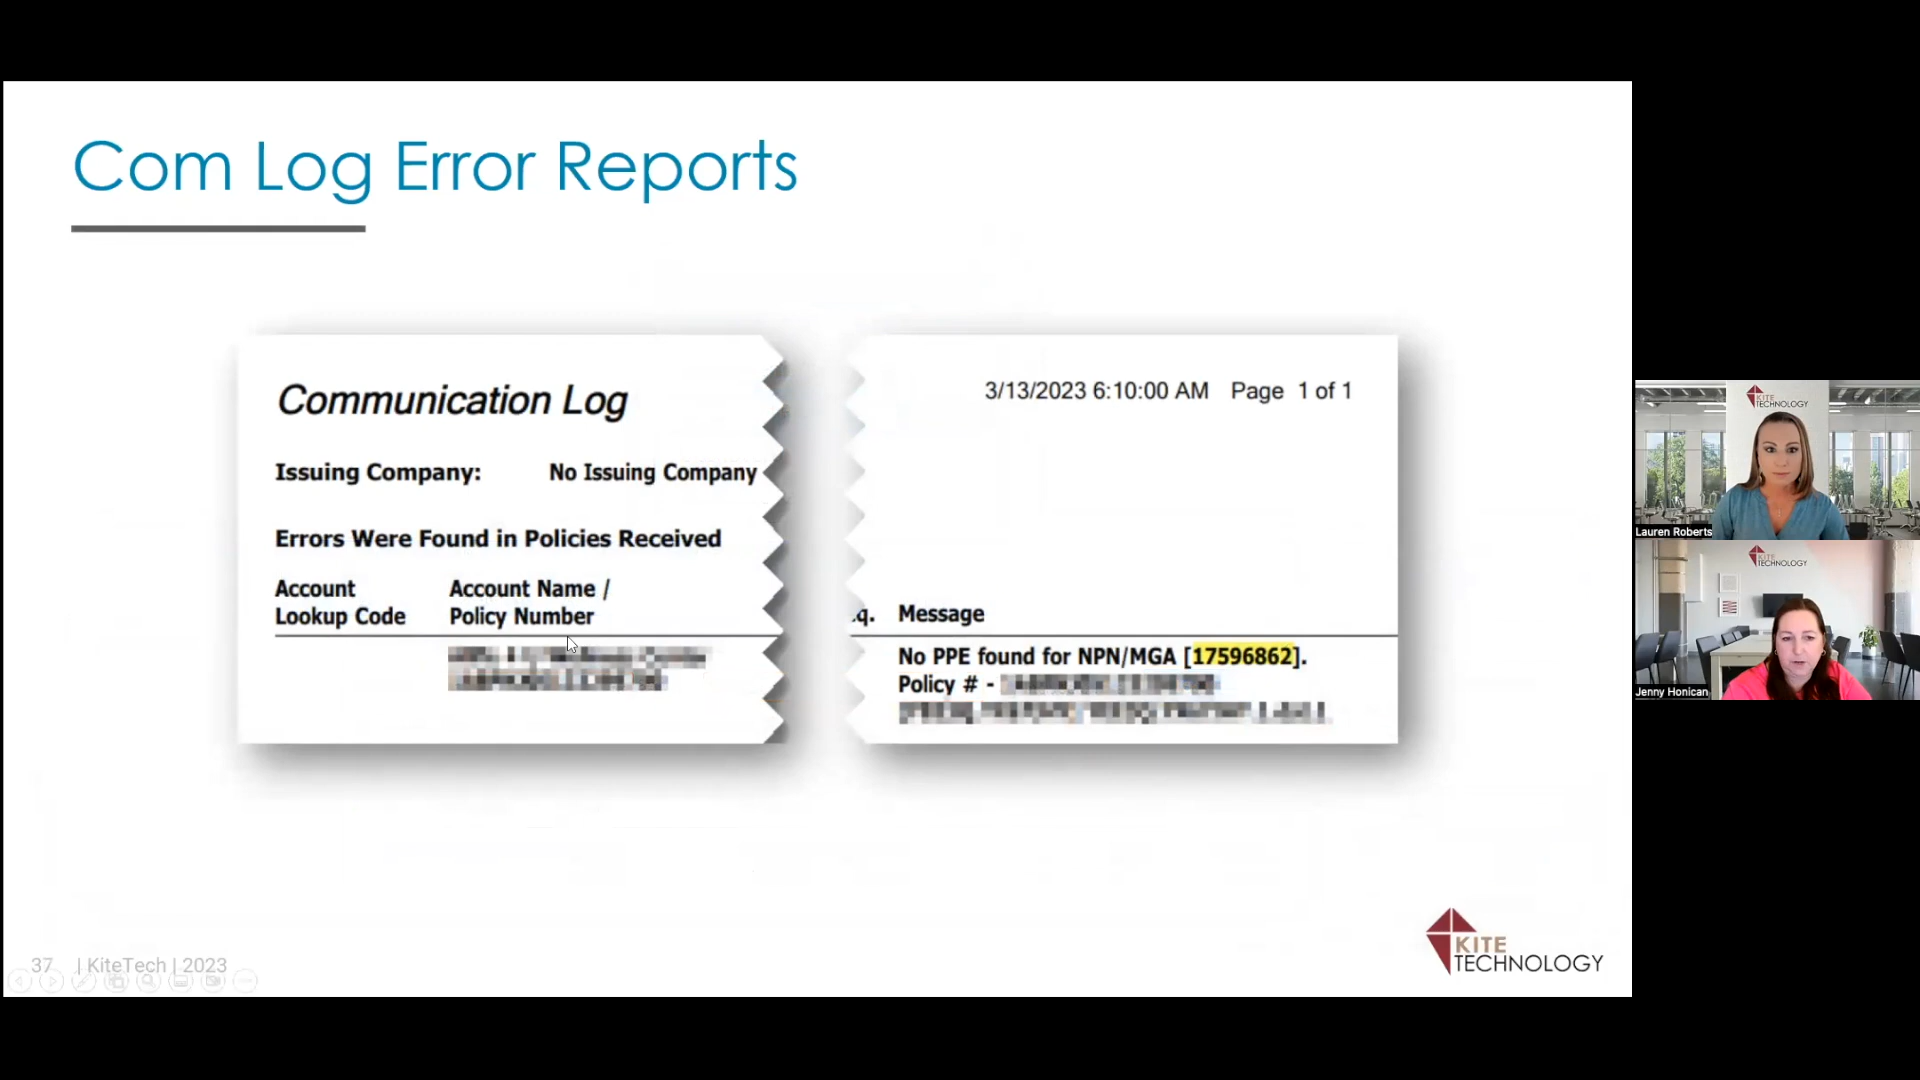 Com Log Error Reports
Communication Log
3/13/2023 6:10:00 AM Page 1 of 1
Issuing Company: No Issuing Company
Errors Were Found in Policies Received
Account
Lookup Code
Account Name /
Policy Number
q. Message
No PPE found for NPN/MGA [17596862].
Policy # -
37 | KiteTech | 2023
KITE
TECHNOLOGY
KITE
TECHNOLOGY
Lauren Roberts
KITE
TECHNOLOGY
Jenny Honican